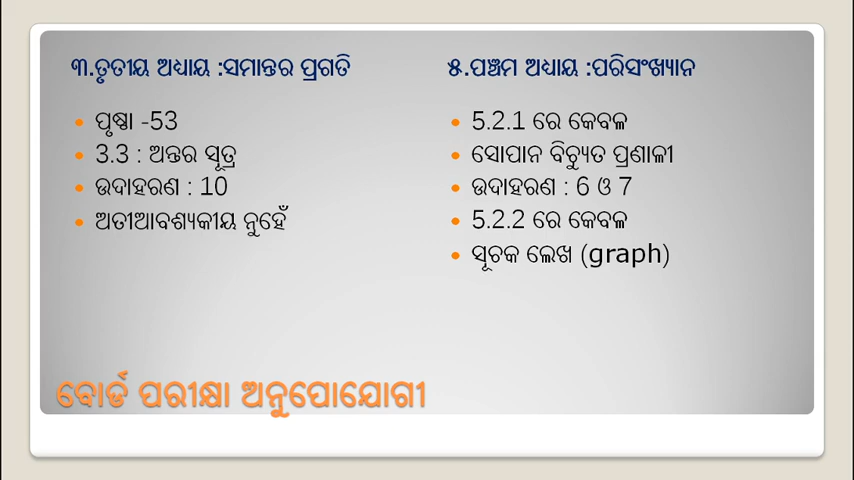 ୩.ତୃତୀୟ ଅଧ୍ୟାୟ :ସମାନ୍ତର ପ୍ରଗତି
ପୃଷ୍ଠା -53
3.3 : ଅନ୍ତର ସୂତ୍ର
ଉଦାହରଣ : 10
ଅତୀଆବଶ୍ୟକୀୟ ନୁହେଁ
୫.ପଞ୍ଚମ ଅଧ୍ୟାୟ :ପରିସଂଖ୍ୟାନ
5.2.1 ରେ କେବଳ
ସୋପାନ ବିଚ୍ୟୁତ ପ୍ରଣାଳୀ
ଉଦାହରଣ : 6 ଓ 7
5.2.2 ରେ କେବଳ
ସୂଚକ ଲେଖ (graph)
ବୋର୍ଡ ପରୀକ୍ଷା ଅନୁପୋଯୋଗୀ